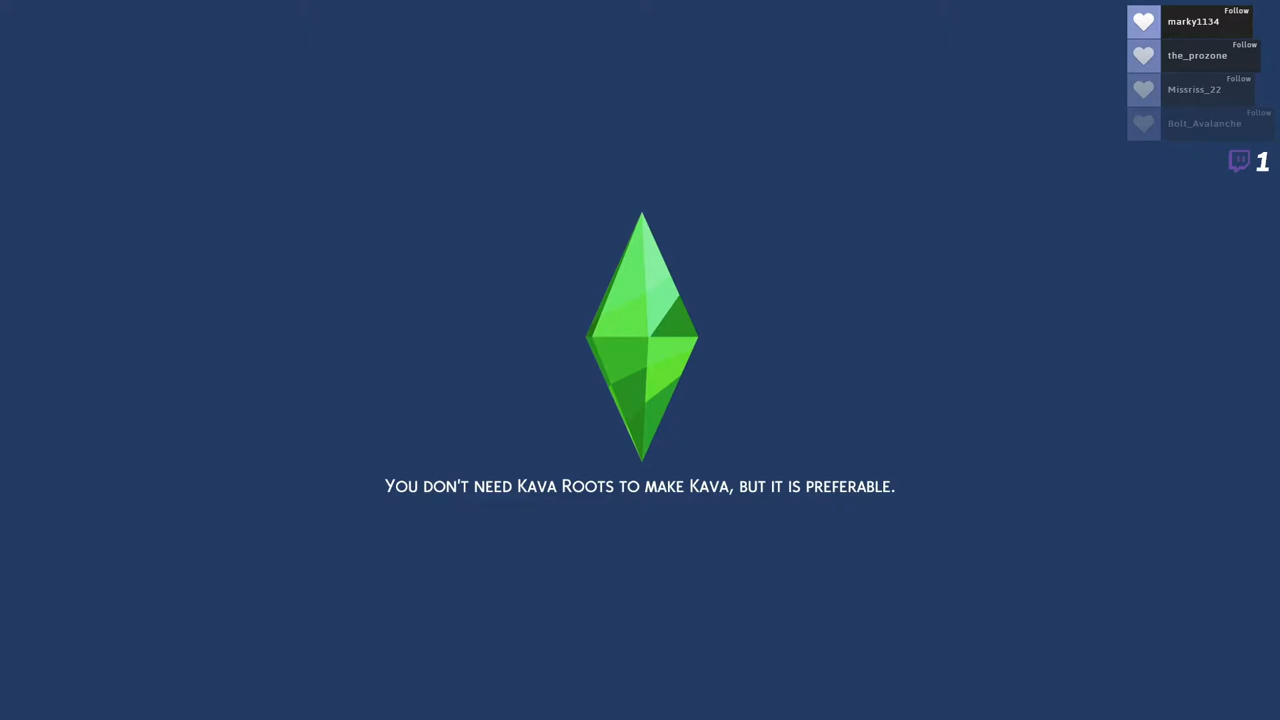 Follow
marky1134
Follow
the_prozone
Follow
Missriss_22
Follow
Bolt_Avalanche
1
You don't need Kava Roots to make Kava, but it is preferable.